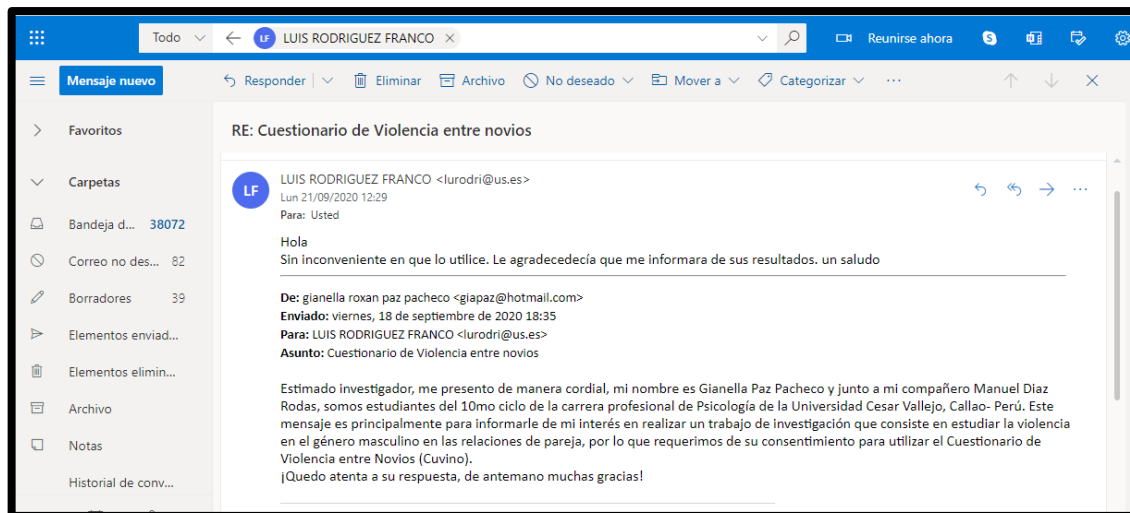 Todo
LF LUIS RODRIGUEZ FRANCO
Reunirse ahora
Mensaje nuevo
Responder Eliminar Archivo No deseado Mover a Categorizar ...
Favoritos
Carpetas
Bandeja d... 38072
Correo no des... 82
Borradores 39
Elementos enviad...
Elementos elimin...
Archivo
Notas
Historial de conv...
RE: Cuestionario de Violencia entre novios
LF
LUIS RODRIGUEZ FRANCO <lurodri@us.es>
Lun 21/09/2020 12:29
Para: Usted
Hola
Sin inconveniente en que lo utilice. Le agradecedecía que me informara de sus resultados. un saludo
De: gianella roxan paz pacheco <giapaz@hotmail.com>
Enviado: viernes, 18 de septiembre de 2020 18:35
Para: LUIS RODRIGUEZ FRANCO <lurodri@us.es>
Asunto: Cuestionario de Violencia entre novios
Estimado investigador, me presento de manera cordial, mi nombre es Gianella Paz Pacheco y junto a mi compañero Manuel Diaz
Rodas, somos estudiantes del 10mo ciclo de la carrera profesional de Psicología de la Universidad Cesar Vallejo, Callao- Perú. Este
mensaje es principalmente para informarle de mi interés en realizar un trabajo de investigación que consiste en estudiar la violencia
en el género masculino en las relaciones de pareja, por lo que requerimos de su consentimiento para utilizar el Cuestionario de
Violencia entre Novios (Cuvino).
¡Quedo atenta a su respuesta, de antemano muchas gracias!